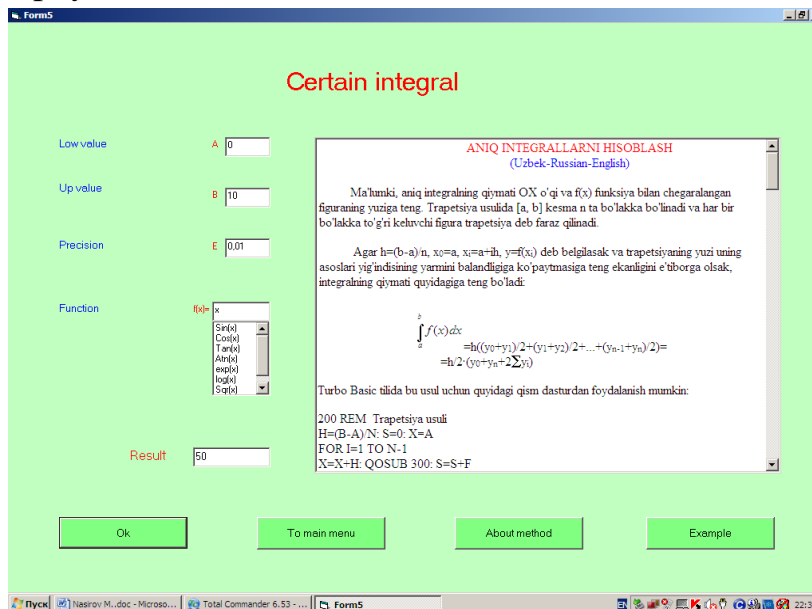 Form5
Certain integral
Low value A 0
Up value B 10
Precision E 0,01
Function f(x)= x
Sin(x)
Cos(x)
Tan(x)
Atn(x)
exp(x)
log(x)
Sqr(x)
Result 50
ANIQ INTEGRALLARNI HISOBLASH
(Uzbek-Russian-English)
Ma'lumki, aniq integralning qiymati OX o'qi va f(x) funksiya bilan chegaralangan
figuraning yuziga teng. Trapetsiya usulida [a, b] kesma n ta bo'lakka bo'linadi va har bir
bo'lakka to'g'ri keluvchi figura trapetsiya deb faraz qilinadi.
Agar h=(b-a)/n, x₀=a, xᵢ=a+ih, y=f(xᵢ) deb belgilasak va trapetsiyaning yuzi uning
asoslari yig'indisining yarmini balandligiga ko'paytmasiga teng ekanligini e'tiborga olsak,
integralning qiymati quyidagiga teng bo'ladi:
b
∫ f(x)dx
a
=h((y₀+y₁)/2+(y₁+y₂)/2+...+(yₙ₋₁+yₙ)/2)=
=h/2·(y₀+yₙ+2∑yᵢ)
Turbo Basic tilida bu usul uchun quyidagi qism dasturdan foydalanish mumkin:
200 REM Trapetsiya usuli
H=(B-A)/N: S=0: X=A
FOR I=1 TO N-1
X=X+H: QOSUB 300: S=S+F
Ok To main menu About method Example
Пуск Nasirov M..doc - Microso... Total Commander 6.53 - ... Form5 22:3